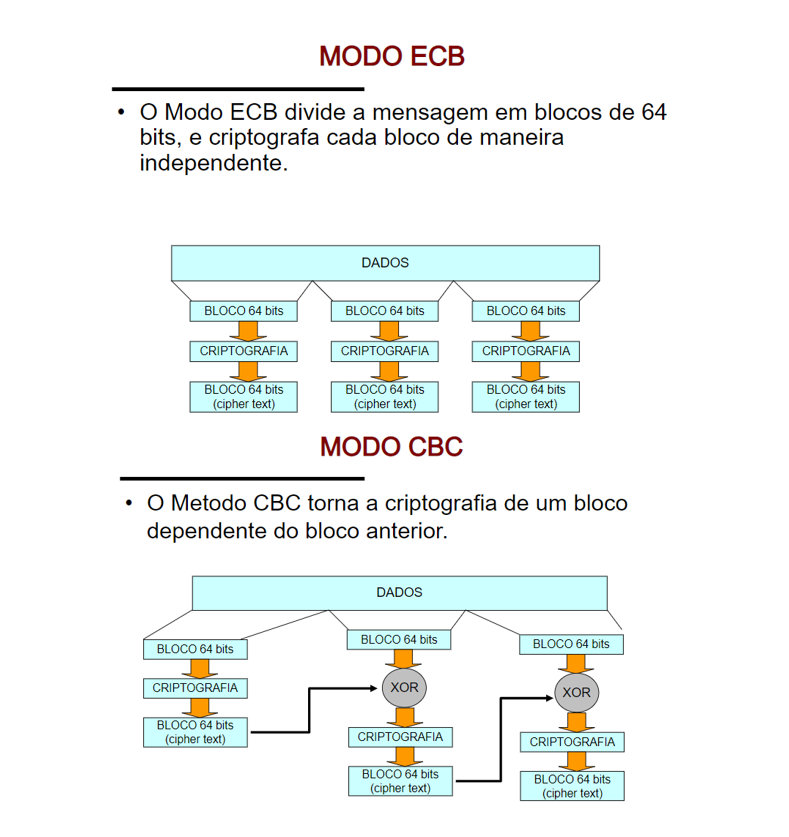 MODO ECB
• O Modo ECB divide a mensagem em blocos de 64
bits, e criptografa cada bloco de maneira
independente.
DADOS
BLOCO 64 bits
BLOCO 64 bits
BLOCO 64 bits
CRIPTOGRAFIA
CRIPTOGRAFIA
CRIPTOGRAFIA
BLOCO 64 bits
(cipher text)
BLOCO 64 bits
(cipher text)
BLOCO 64 bits
(cipher text)
MODO CBC
• O Metodo CBC torna a criptografia de um bloco
dependente do bloco anterior.
DADOS
BLOCO 64 bits
CRIPTOGRAFIA
BLOCO 64 bits
(cipher text)
BLOCO 64 bits
XOR
CRIPTOGRAFIA
BLOCO 64 bits
(cipher text)
BLOCO 64 bits
XOR
CRIPTOGRAFIA
BLOCO 64 bits
(cipher text)